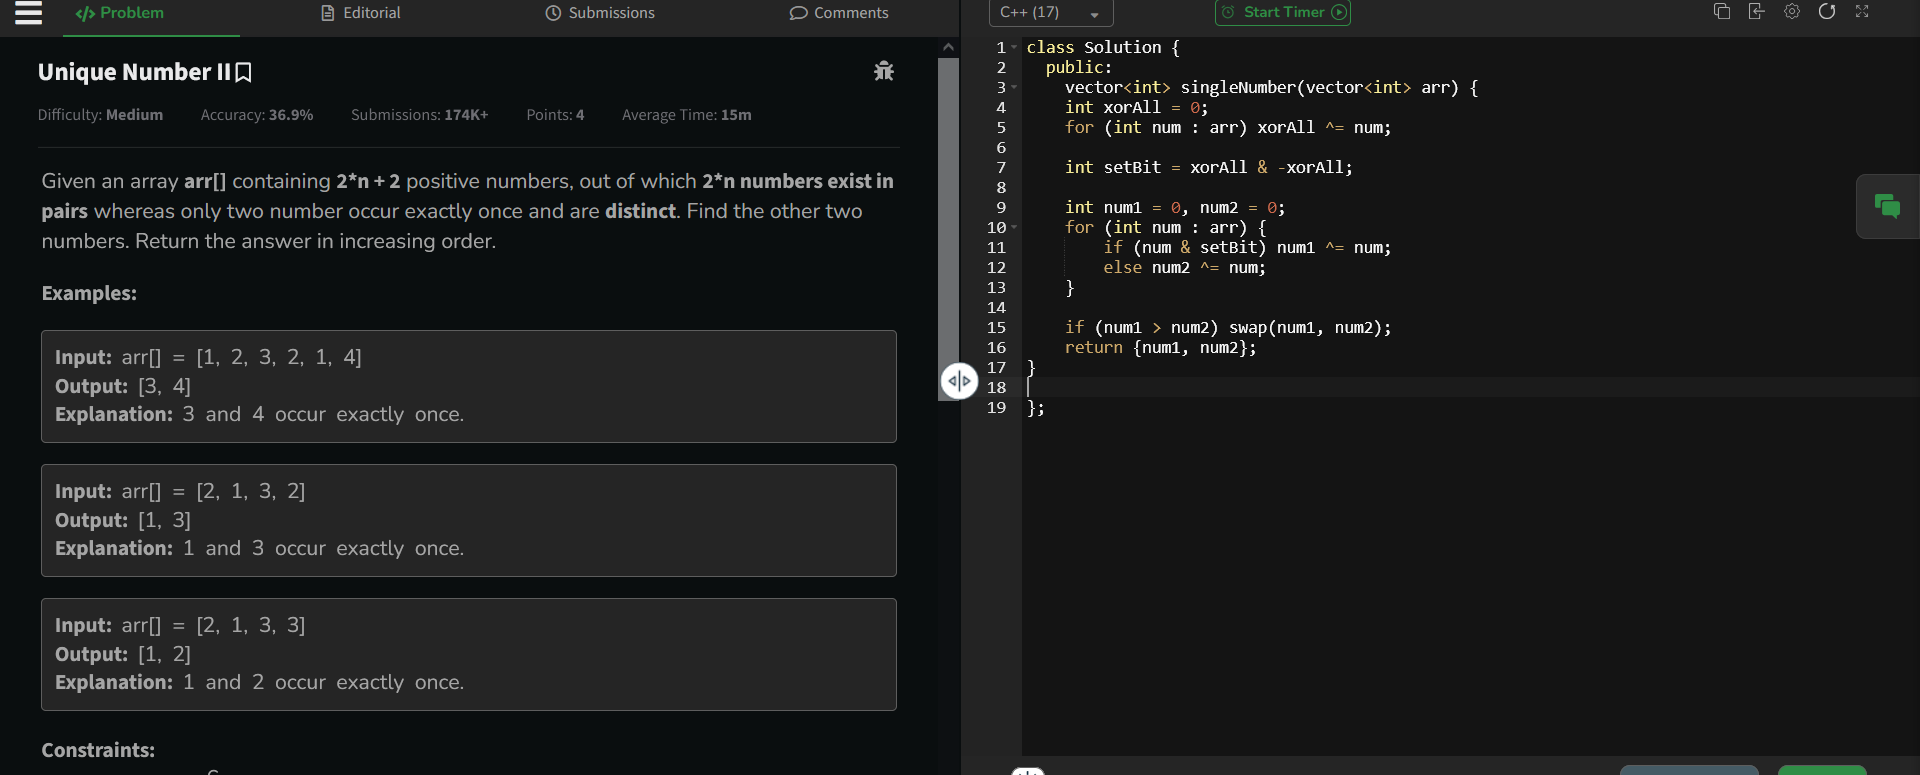 Problem
Editorial
Submissions
Comments
Unique Number II
Difficulty: Medium Accuracy: 36.9% Submissions: 174K+ Points: 4 Average Time: 15m
Given an array arr[] containing 2*n + 2 positive numbers, out of which 2*n numbers exist in
pairs whereas only two number occur exactly once and are distinct. Find the other two
numbers. Return the answer in increasing order.
Examples:
Input: arr[] = [1, 2, 3, 2, 1, 4]
Output: [3, 4]
Explanation: 3 and 4 occur exactly once.
Input: arr[] = [2, 1, 3, 2]
Output: [1, 3]
Explanation: 1 and 3 occur exactly once.
Input: arr[] = [2, 1, 3, 3]
Output: [1, 2]
Explanation: 1 and 2 occur exactly once.
Constraints:
C++ (17)
Start Timer
1 class Solution {
2   public:
3     vector<int> singleNumber(vector<int> arr) {
4     int xorAll = 0;
5     for (int num : arr) xorAll ^= num;
6
7     int setBit = xorAll & -xorAll;
8
9     int num1 = 0, num2 = 0;
10     for (int num : arr) {
11         if (num & setBit) num1 ^= num;
12         else num2 ^= num;
13     }
14
15     if (num1 > num2) swap(num1, num2);
16     return {num1, num2};
17 }
18
19 };